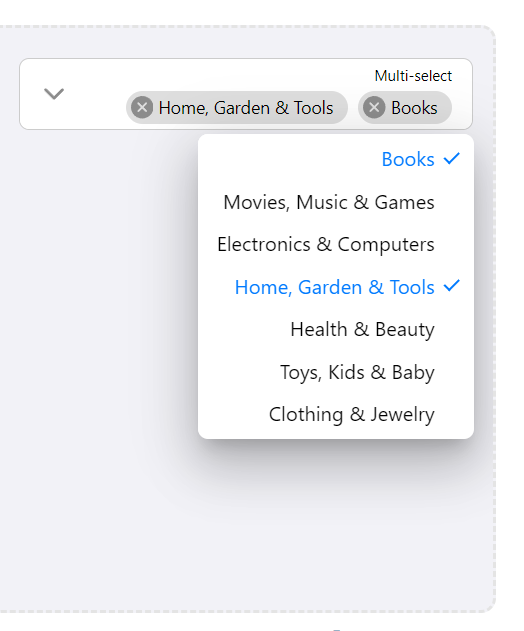 Multi-select
Home, Garden & Tools Books
Books
Movies, Music & Games
Electronics & Computers
Home, Garden & Tools
Health & Beauty
Toys, Kids & Baby
Clothing & Jewelry